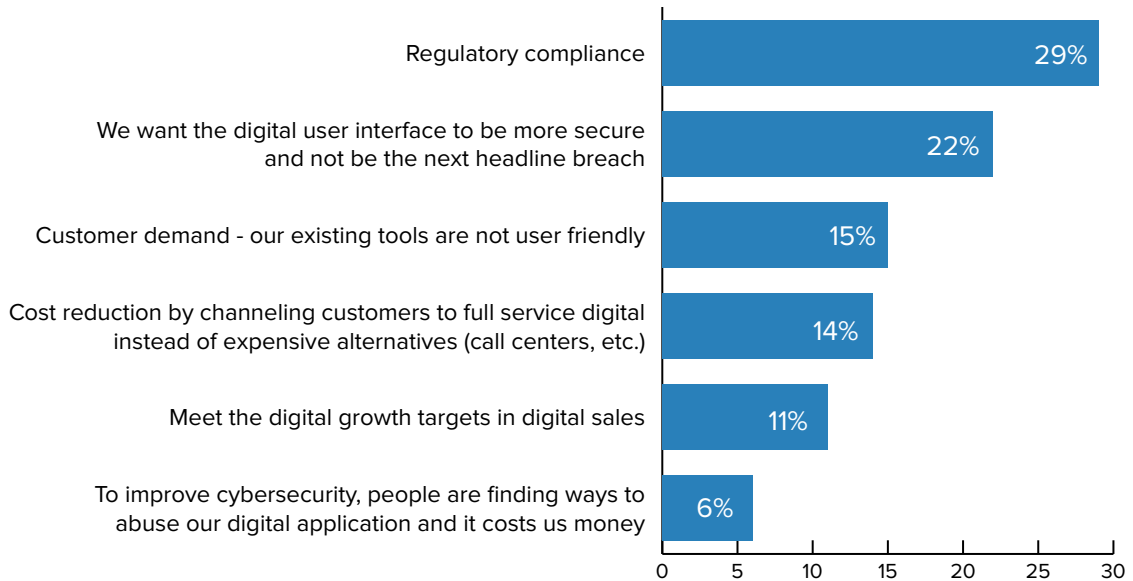 Regulatory compliance
29%
We want the digital user interface to be more secure
and not be the next headline breach
22%
Customer demand - our existing tools are not user friendly
15%
Cost reduction by channeling customers to full service digital
instead of expensive alternatives (call centers, etc.)
14%
Meet the digital growth targets in digital sales
11%
To improve cybersecurity, people are finding ways to
abuse our digital application and it costs us money
6%
0 5 10 15 20 25 30